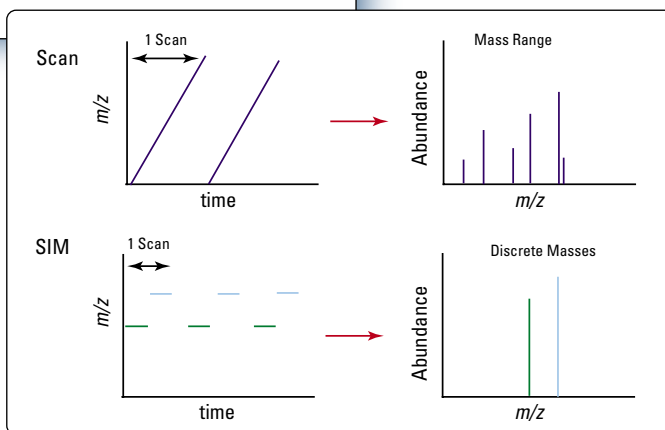 Scan
1 Scan
m/z
time
Mass Range
Abundance
m/z
SIM
1 Scan
m/z
time
Discrete Masses
Abundance
m/z